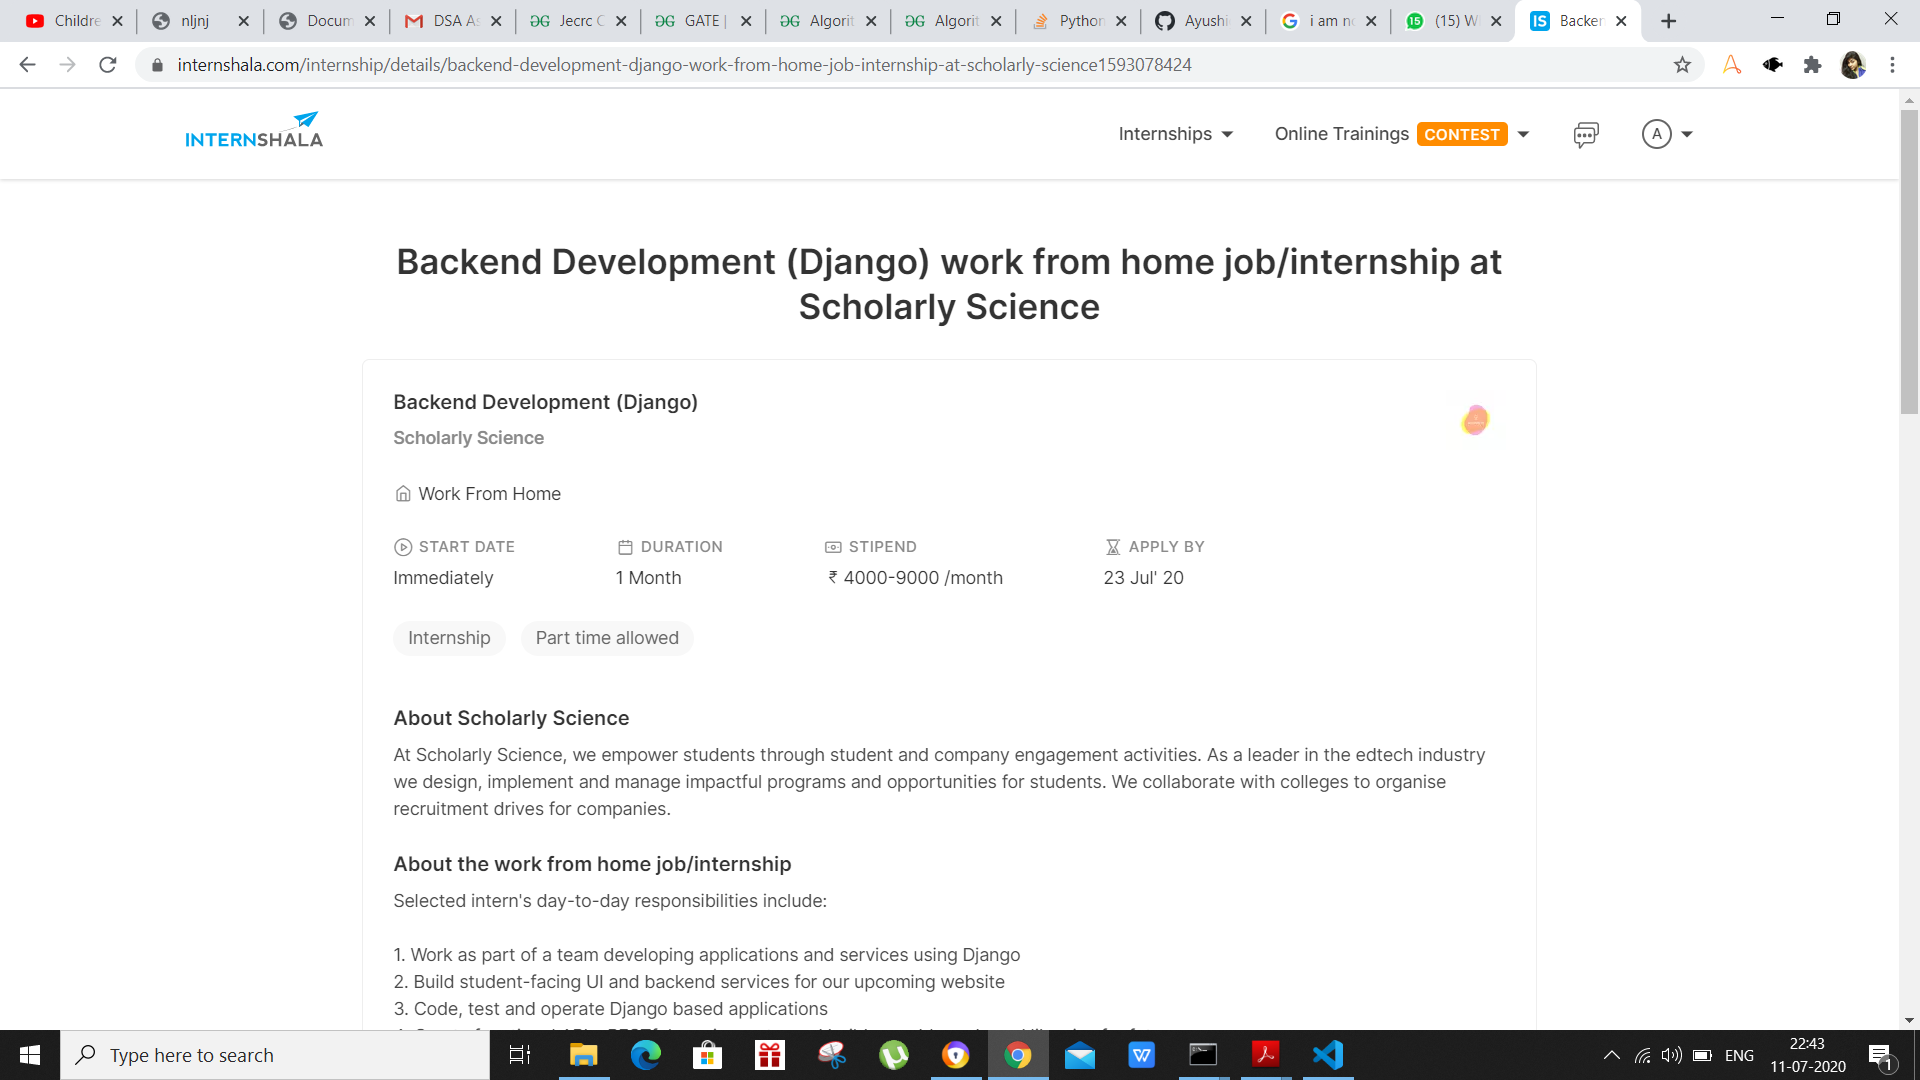 Childre
nljnj
Docum
DSA As
Jecrc C
GATE |
Algorit
Algorit
Python
Ayushi
i am no
(15) W
Backen
internshala.com/internship/details/backend-development-django-work-from-home-job-internship-at-scholarly-science1593078424
INTERNSHALA
Internships
Online Trainings CONTEST
A
Backend Development (Django) work from home job/internship at
Scholarly Science
Backend Development (Django)
Scholarly Science
Work From Home
START DATE DURATION STIPEND APPLY BY
Immediately 1 Month ₹ 4000-9000 /month 23 Jul' 20
Internship Part time allowed
About Scholarly Science
At Scholarly Science, we empower students through student and company engagement activities. As a leader in the edtech industry
we design, implement and manage impactful programs and opportunities for students. We collaborate with colleges to organise
recruitment drives for companies.
About the work from home job/internship
Selected intern's day-to-day responsibilities include:
1. Work as part of a team developing applications and services using Django
2. Build student-facing UI and backend services for our upcoming website
3. Code, test and operate Django based applications
Type here to search
ENG
22:43
11-07-2020
1